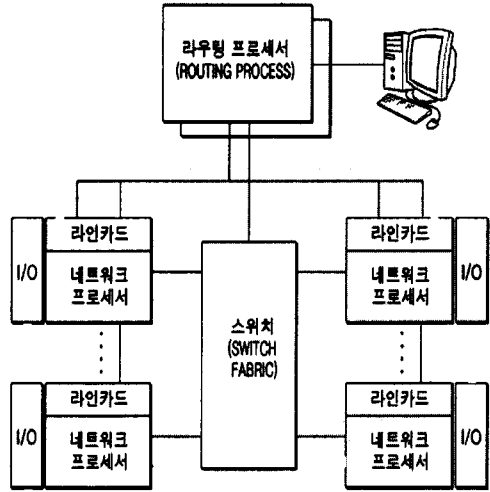 라우팅 프로세서
(ROUTING PROCESS)
I/O
라인카드
네트워크
프로세서
라인카드
네트워크
프로세서
I/O
스위치
(SWITCH
FABRIC)
I/O
라인카드
네트워크
프로세서
라인카드
네트워크
프로세서
I/O